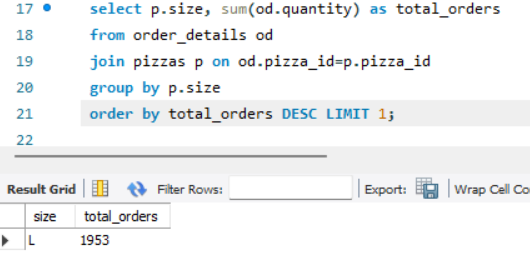 17 select p.size, sum(od.quantity) as total_orders
18 from order_details od
19 join pizzas p on od.pizza_id=p.pizza_id
20 group by p.size
21 order by total_orders DESC LIMIT 1;
22
Result Grid Filter Rows: Export: Wrap Cell Co
size total_orders
L 1953